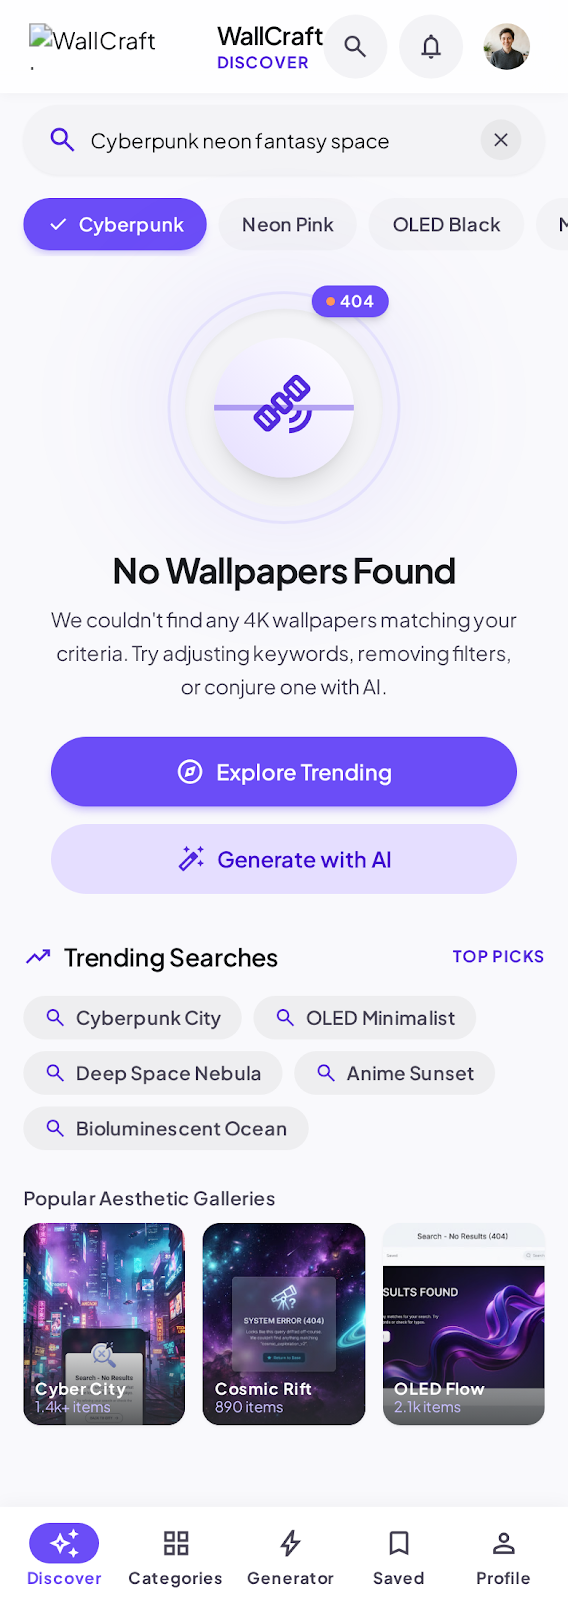 WallCraft
.
WallCraft
DISCOVER
Cyberpunk neon fantasy space
Cyberpunk
Neon Pink
OLED Black
404
No Wallpapers Found
We couldn't find any 4K wallpapers matching your
criteria. Try adjusting keywords, removing filters,
or conjure one with AI.
Explore Trending
Generate with AI
Trending Searches
TOP PICKS
Cyberpunk City
OLED Minimalist
Deep Space Nebula
Anime Sunset
Bioluminescent Ocean
Popular Aesthetic Galleries
Search - No Results
Cyber City
1.4k+ items
SYSTEM ERROR (404)
Cosmic Rift
890 items
Search - No Results (404)
SULTS FOUND
OLED Flow
2.1k items
Discover
Categories
Generator
Saved
Profile